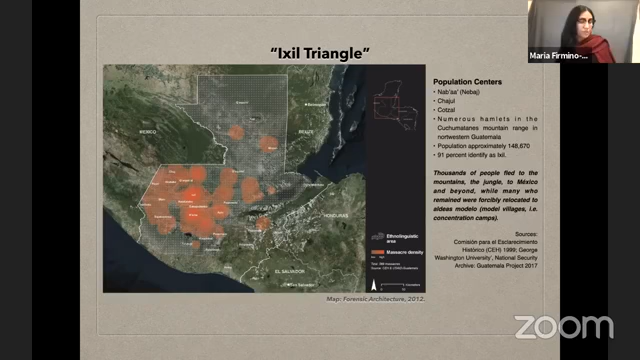 "Ixil Triangle"
Maria Firmino-...
Population Centers
• Nab'aa' (Nebaj)
• Chajul
• Cotzal
• Numerous hamlets in the
Cuchumatanes mountain range in
nortwestern Guatemala
• Population approximately 148,670
• 91 percent identify as Ixil.
Thousands of people fled to the
mountains, the jungle, to México
and beyond, while many who
remained were forcibly relocated to
aldeas modelo (model villages, i.e.
concentration camps).
Sources:
Comisión para el Esclarecimiento
Histórico (CEH) 1999; George
Washington University', National Security
Archive: Guatemala Project 2017
MEXICO
BELIZE
HONDURAS
EL SALVADOR
Ethnolinguistic
area
Massacre density
Map: Forensic Architecture, 2012.
zoom